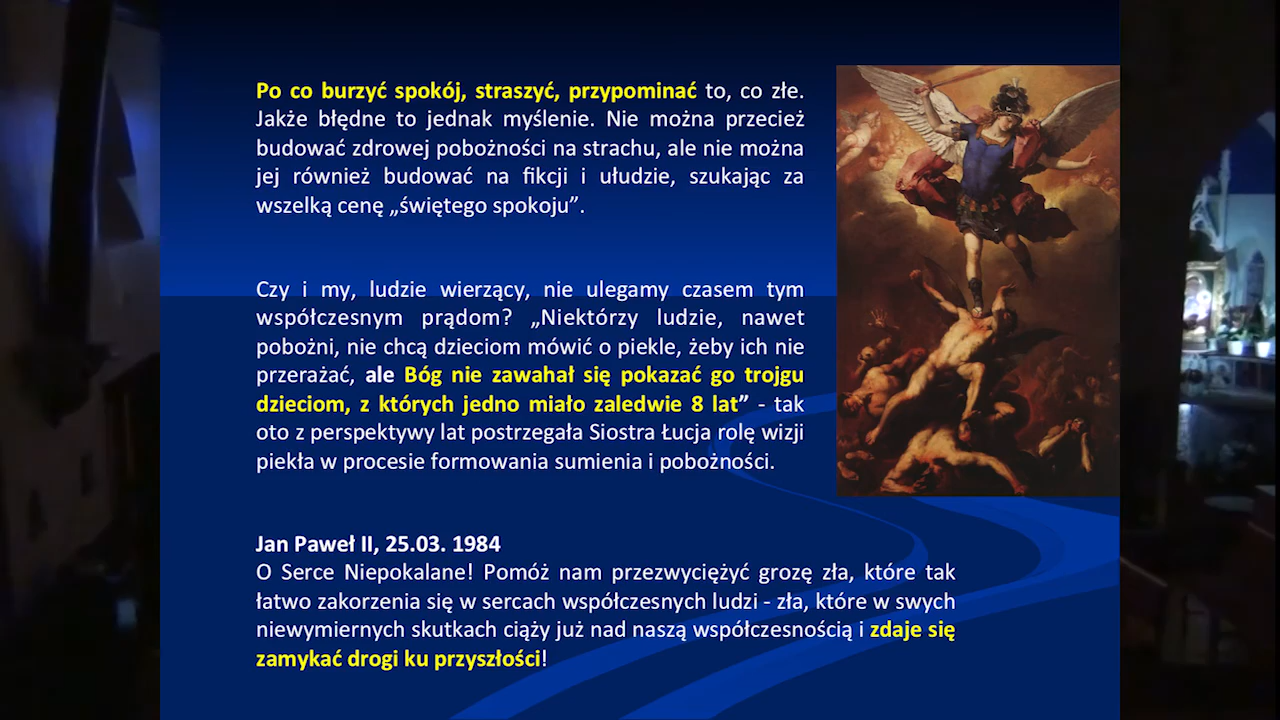 Po co burzyć spokój, straszyć, przypominać to, co złe.
Jakże błędne to jednak myślenie. Nie można przecież
budować zdrowej pobożności na strachu, ale nie można
jej również budować na fikcji i ułudzie, szukając za
wszelką cenę „świętego spokoju”.
Czy i my, ludzie wierzący, nie ulegamy czasem tym
współczesnym prądom? „Niektórzy ludzie, nawet
pobożni, nie chcą dzieciom mówić o piekle, żeby ich nie
przerażać, ale Bóg nie zawahał się pokazać go trojgu
dzieciom, z których jedno miało zaledwie 8 lat” - tak
oto z perspektywy lat postrzegała Siostra Łucja rolę wizji
piekła w procesie formowania sumienia i pobożności.
Jan Paweł II, 25.03. 1984
O Serce Niepokalane! Pomóż nam przezwyciężyć grozę zła, które tak
łatwo zakorzenia się w sercach współczesnych ludzi - zła, które w swych
niewymiernych skutkach ciąży już nad naszą współczesnością i zdaje się
zamykać drogi ku przyszłości!